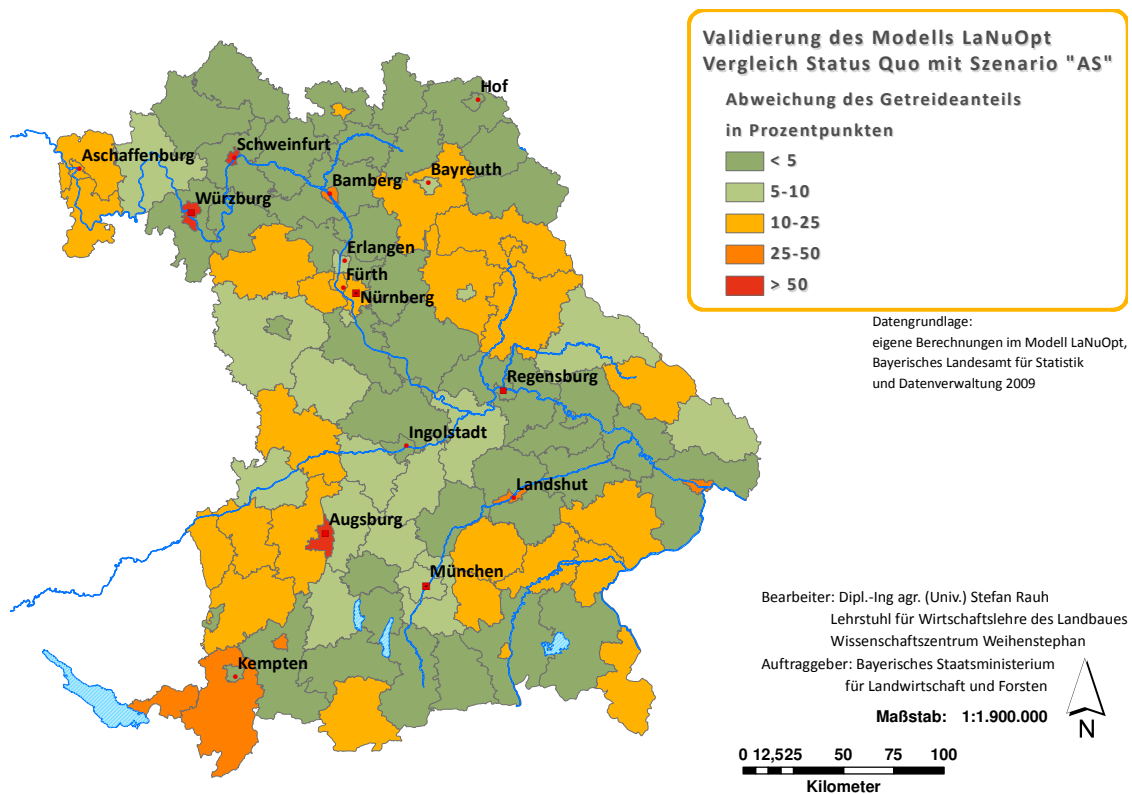 Validierung des Modells LaNuOpt
Vergleich Status Quo mit Szenario "AS"
Abweichung des Getreideanteils
in Prozentpunkten
< 5
5-10
10-25
25-50
> 50
Hof
Aschaffenburg
Schweinfurt
Bamberg
Bayreuth
Würzburg
Erlangen
Fürth
Nürnberg
Regensburg
Ingolstadt
Landshut
Augsburg
München
Kempten
Datengrundlage:
eigene Berechnungen im Modell LaNuOpt,
Bayerisches Landesamt für Statistik
und Datenverwaltung 2009
Bearbeiter: Dipl.-Ing agr. (Univ.) Stefan Rauh
Lehrstuhl für Wirtschaftslehre des Landbaues
Wissenschaftszentrum Weihenstephan
Auftraggeber: Bayerisches Staatsministerium
für Landwirtschaft und Forsten
Maßstab: 1:1.900.000
N
0 12,525 50 75 100
Kilometer